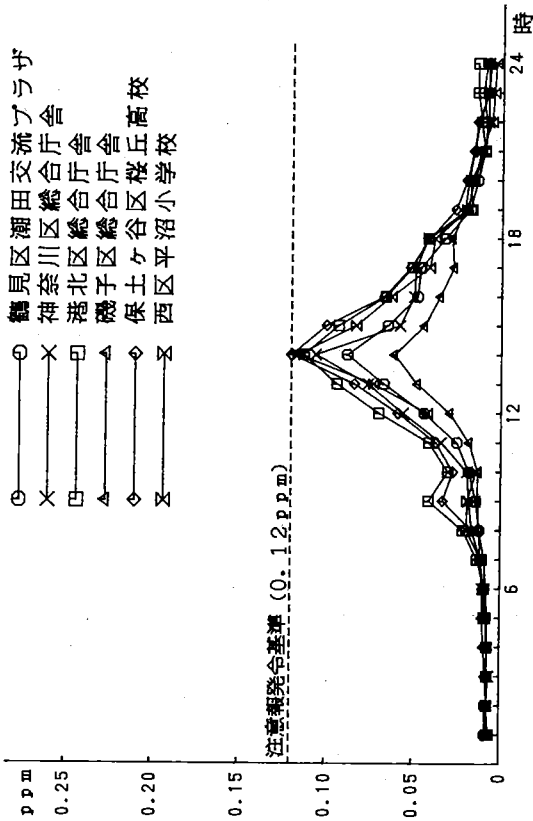 ppm
0.25
0.20
0.15
0.10
0.05
0
6
12
18
24
時
注意報発令基準 (0.12ppm)
鶴見区潮田交流プラザ
神奈川区総合庁舎
港北区総合庁舎
磯子区総合庁舎
保土ヶ谷区桜丘高校
西区平沼小学校